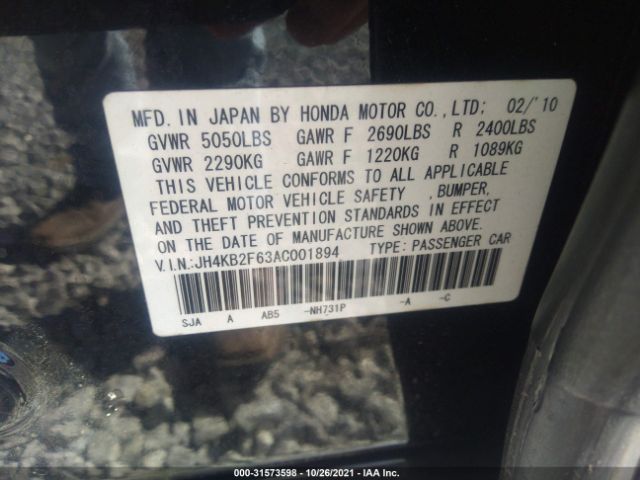 MFD. IN JAPAN BY HONDA MOTOR CO.,LTD; 02/'10
GVWR 5050LBS GAWR F 2690LBS R 2400LBS
GVWR 2290KG GAWR F 1220KG R 1089KG
THIS VEHICLE CONFORMS TO ALL APPLICABLE
FEDERAL MOTOR VEHICLE SAFETY ,BUMPER,
AND THEFT PREVENTION STANDARDS IN EFFECT
ON THE DATE OF MANUFACTURE SHOWN ABOVE.
V.I.N:JH4KB2F63AC001894 TYPE: PASSENGER CAR
SJA A AB5 -NH731P -A -C
000-31573598 - 10/26/2021 - IAA Inc.